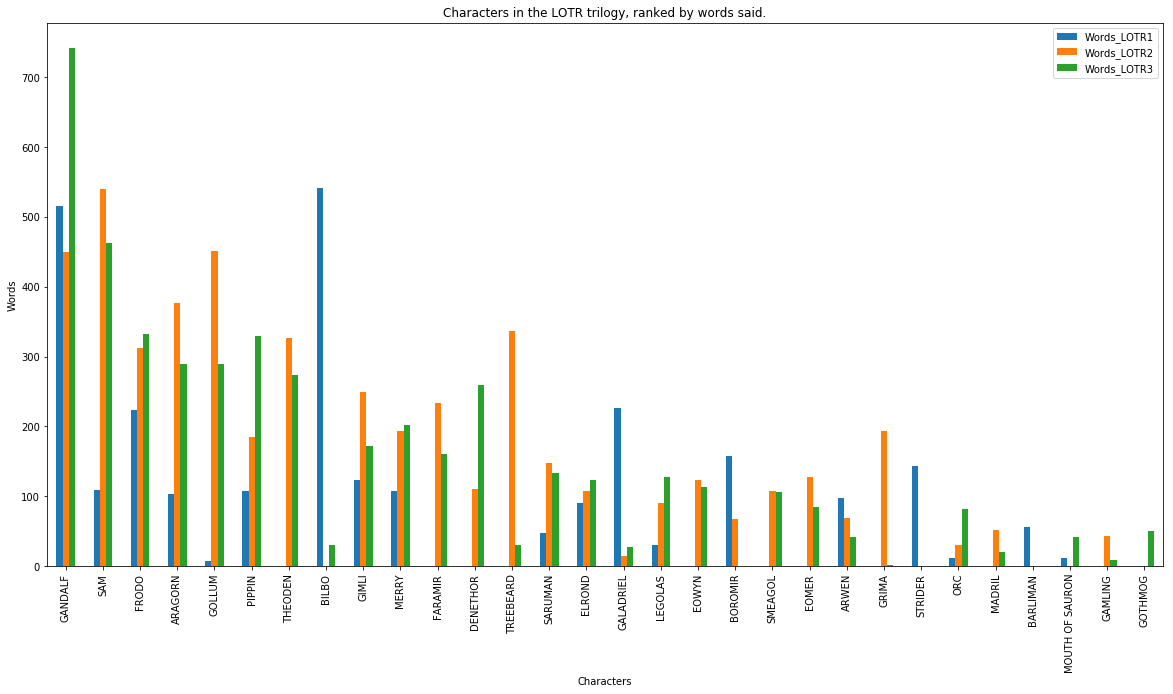 Characters in the LOTR trilogy, ranked by words said.
Words_LOTR1
Words_LOTR2
Words_LOTR3
Words
700
600
500
400
300
200
100
0
GANDALF
SAM
FRODO
ARAGORN
GOLLUM
PIPPIN
THEODEN
BILBO
GIMLI
MERRY
FARAMIR
DENETHOR
TREEBEARD
SARUMAN
ELROND
GALADRIEL
LEGOLAS
EOWYN
BOROMIR
SMEAGOL
EOMER
ARWEN
GRIMA
STRIDER
ORC
MADRIL
BARLIMAN
MOUTH OF SAURON
GAMLING
GOTHMOG
Characters